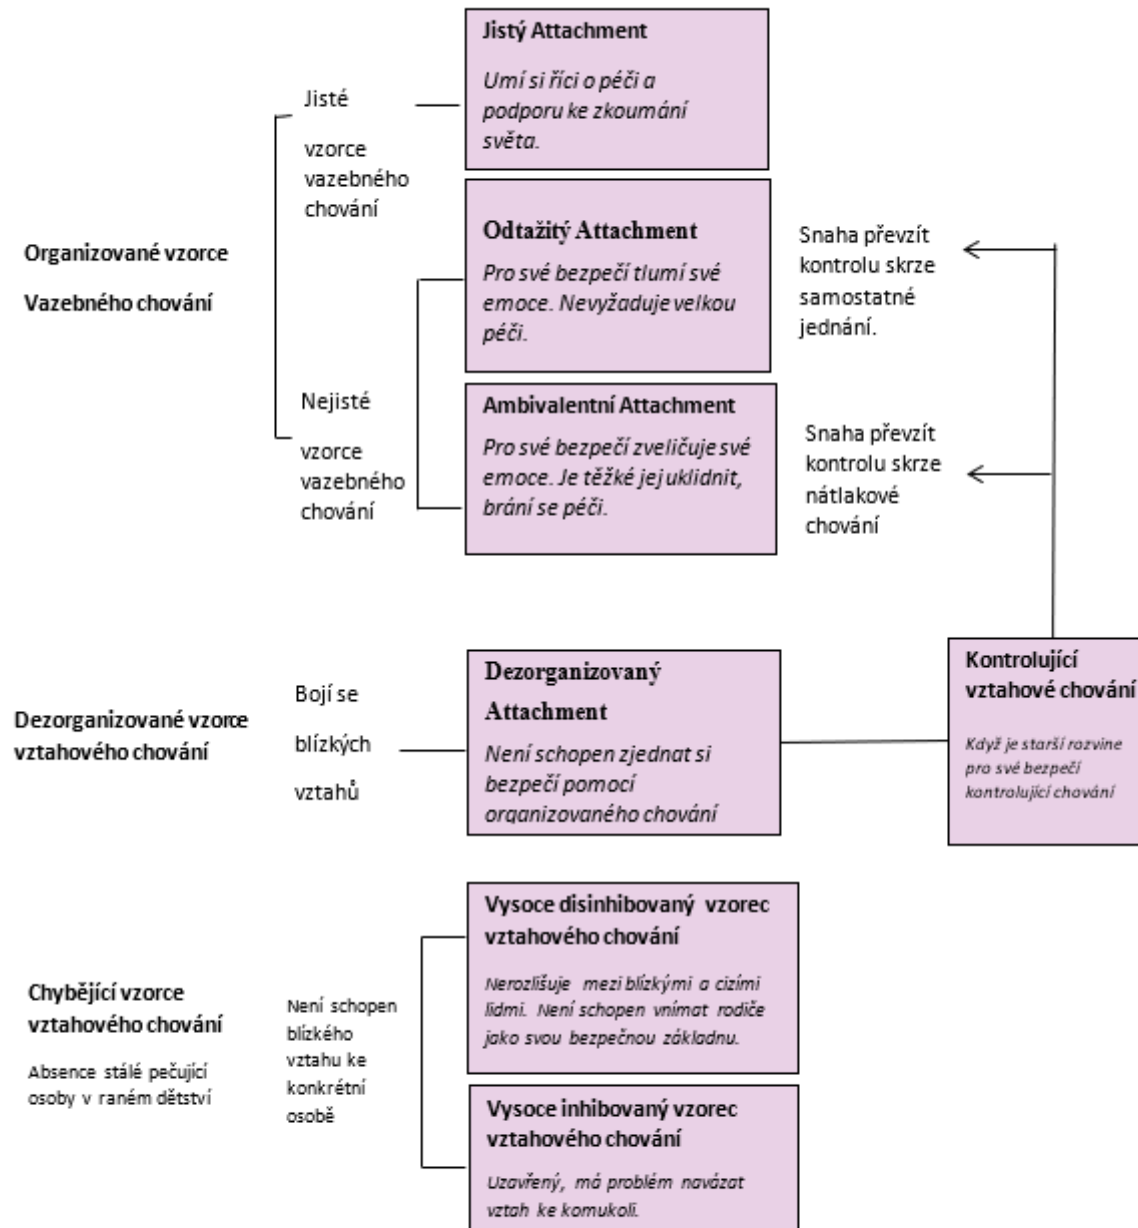 Jistý Attachment
Umí si říci o péči a
podporu ke zkoumání
světa.
Jisté
vzorce
vazebného
chování
Organizované vzorce
Vazebného chování
Odtažitý Attachment
Pro své bezpečí tlumí své
emoce. Nevyžaduje velkou
péči.
Snaha převzít
kontrolu skrze
samostatné
jednání.
Nejisté
vzorce
vazebného
chování
Ambivalentní Attachment
Pro své bezpečí zveličuje své
emoce. Je těžké jej uklidnit,
brání se péči.
Snaha převzít
kontrolu skrze
nátlakové
chování
Dezorganizované vzorce
vztahového chování
Bojí se
blízkých
vztahů
Dezorganizovaný
Attachment
Není schopen zjednat si
bezpečí pomocí
organizovaného chování
Kontrolující
vztahové chování
Když je starší rozvine
pro své bezpečí
kontrolující chování
Chybějící vzorce
vztahového chování
Absence stálé pečující
osoby v raném dětství
Není schopen
blízkého
vztahu ke
konkrétní
osobě
Vysoce disinhibovaný vzorec
vztahového chování
Nerozlišuje mezi blízkými a cizími
lidmi. Není schopen vnímat rodiče
jako svou bezpečnou základnu.
Vysoce inhibovaný vzorec
vztahového chování
Uzavřený, má problém navázat
vztah ke komukoli.